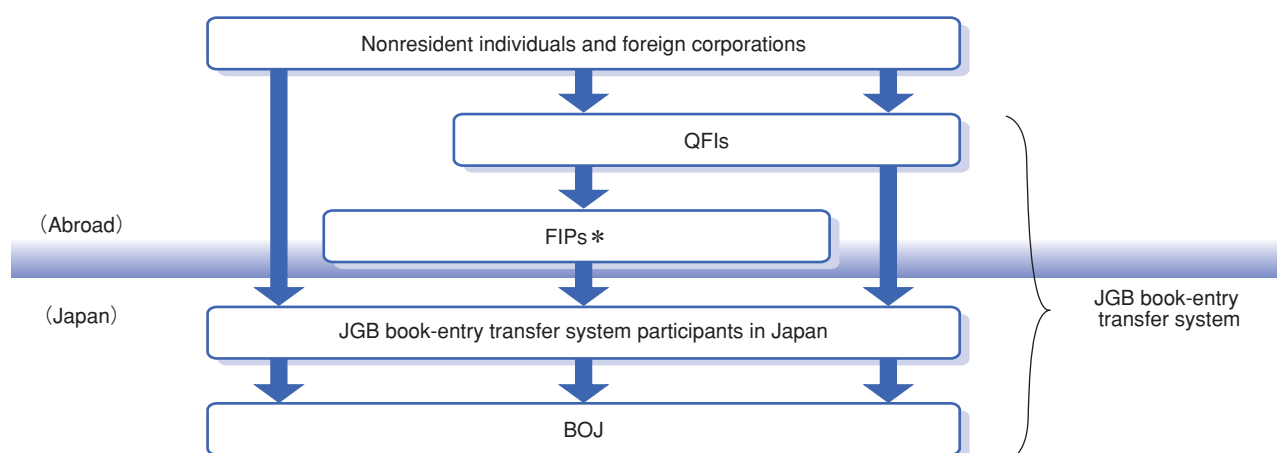 Nonresident individuals and foreign corporations
QFIs
（Abroad）
FIPs＊
（Japan）
JGB book-entry transfer system participants in Japan
JGB book-entry
transfer system
BOJ